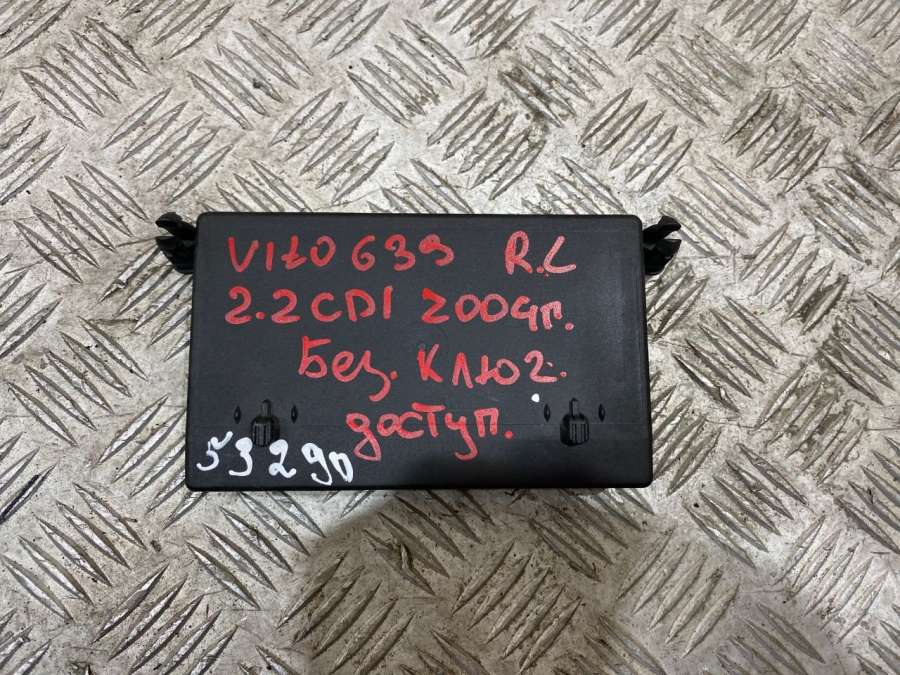 VITO 639 R.L
2.2 CDI 2004г.
Без. Ключ.
доступ.
53290